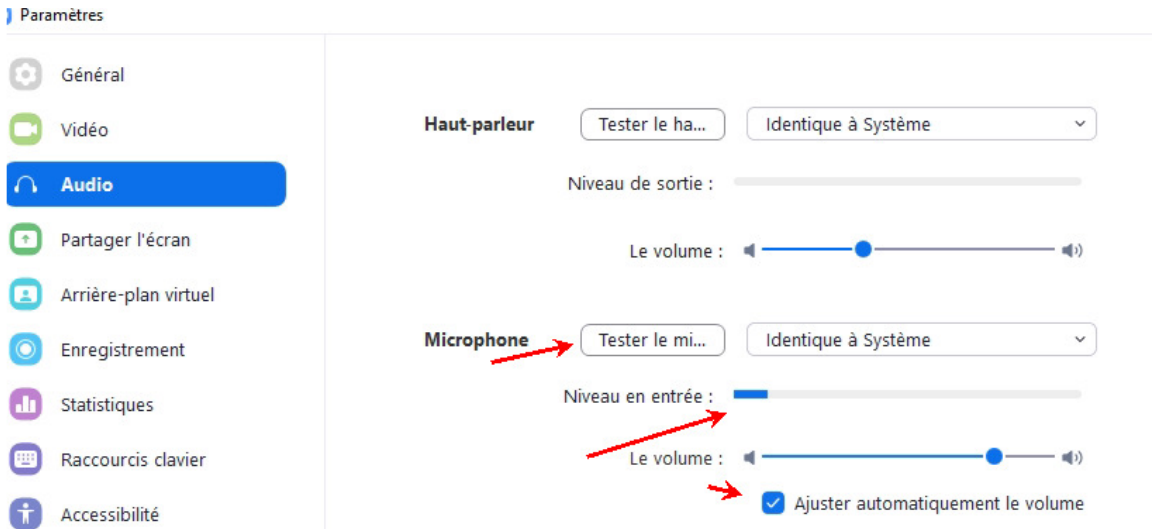 Paramètres
Général
Vidéo
Audio
Partager l'écran
Arrière-plan virtuel
Enregistrement
Statistiques
Raccourcis clavier
Accessibilité
Haut-parleur Tester le ha... Identique à Système
Niveau de sortie :
Le volume :
Microphone Tester le mi... Identique à Système
Niveau en entrée :
Le volume :
Ajuster automatiquement le volume